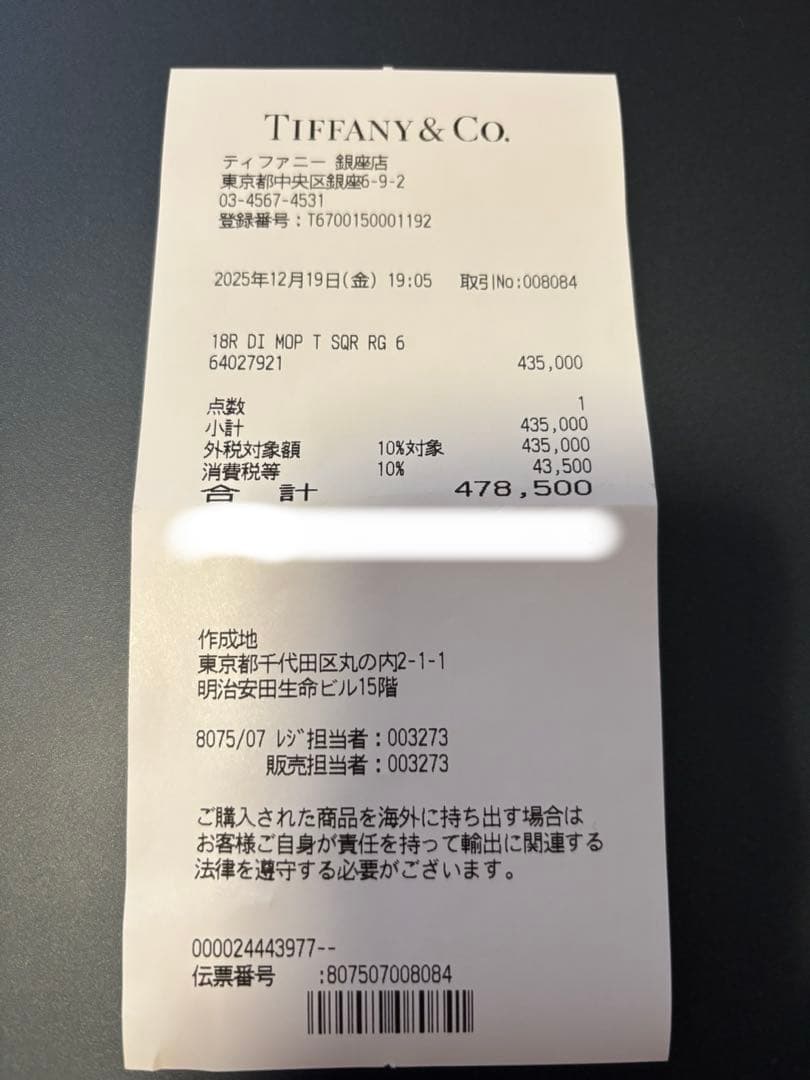 TIFFANY & CO.
ティファニー 銀座店
東京都中央区銀座6-9-2
03-4567-4531
登録番号：T6700150001192
2025年12月19日(金) 19:05 取引No:008084
18R DI MOP T SQR RG 6
64027921 435,000
点数 1
小計 435,000
外税対象額 10%対象 435,000
消費税等 10% 43,500
合 計 478,500
作成地
東京都千代田区丸の内2-1-1
明治安田生命ビル15階
8075/07 ﾚｼﾞ担当者：003273
販売担当者：003273
ご購入された商品を海外に持ち出す場合は
お客様ご自身が責任を持って輸出に関連する
法律を遵守する必要がございます。
000024443977--
伝票番号 :807507008084